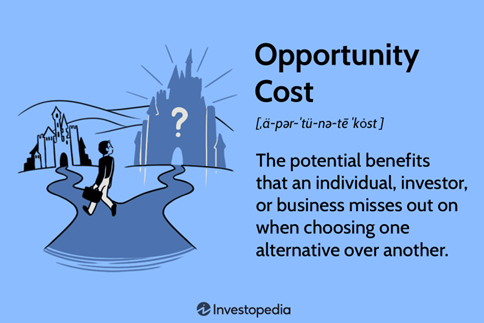 Opportunity
Cost
[ˌä-pər-ˈtü-nə-tē ˈkȯst]
The potential benefits
that an individual, investor,
or business misses out on
when choosing one
alternative over another.
?
Investopedia